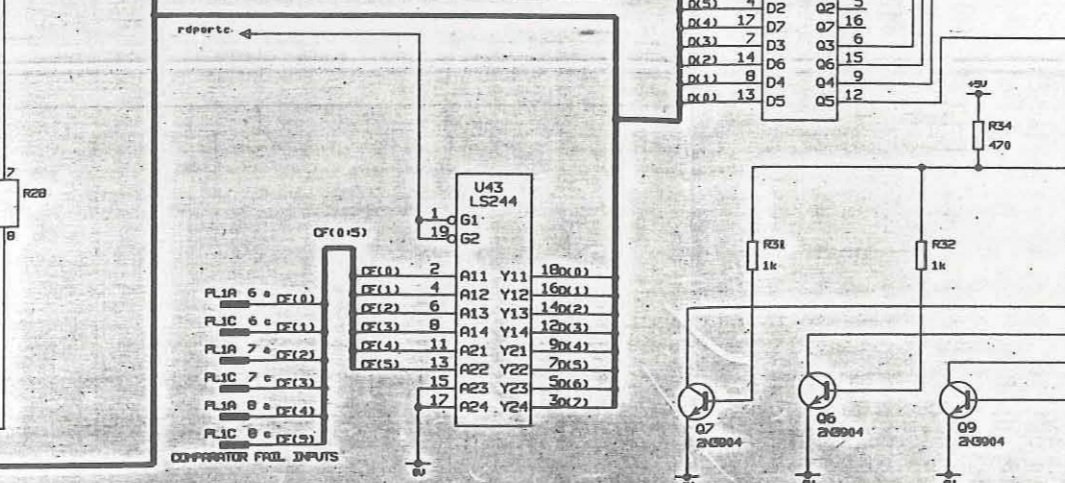 rdportc
D(5) 4 D2 Q2 5
D(4) 17 D7 Q7 16
D(3) 7 D3 Q3 6
D(2) 14 D6 Q6 15
D(1) 8 D4 Q4 9
D(0) 13 D5 Q5 12
+5V
R34
470
7
R28
8
U43
LS244
1 G1
19 G2
CF(0:5)
R31
1k
R32
1k
CF(0) 2 A11 Y11 18 D(0)
CF(1) 4 A12 Y12 16 D(1)
CF(2) 6 A13 Y13 14 D(2)
CF(3) 8 A14 Y14 12 D(3)
CF(4) 11 A21 Y21 9 D(4)
CF(5) 13 A22 Y22 7 D(5)
15 A23 Y23 5 D(6)
17 A24 Y24 3 D(7)
PL1A 6 a CF(0)
PL1C 6 c CF(1)
PL1A 7 a CF(2)
PL1C 7 c CF(3)
PL1A 8 a CF(4)
PL1C 8 c CF(5)
COMPARATOR FAIL INPUTS
0V
Q7
2N3904
Q6
2N3904
Q9
2N3904